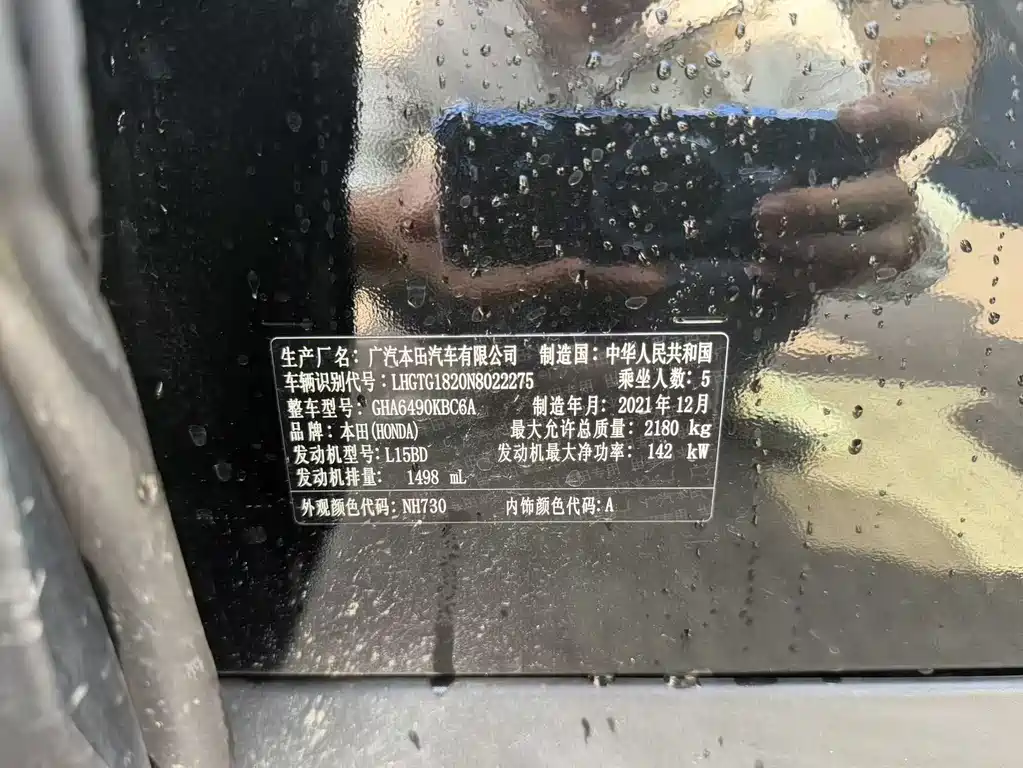 生产厂名：广汽本田汽车有限公司 制造国：中华人民共和国
车辆识别代号：LHGTG1820N8022275 乘坐人数：5
整车型号：GHA6490KBC6A 制造年月：2021年12月
品牌：本田(HONDA) 最大允许总质量：2180 kg
发动机型号：L15BD 发动机最大净功率：142 kW
发动机排量：1498 mL
外观颜色代码：NH730 内饰颜色代码：A